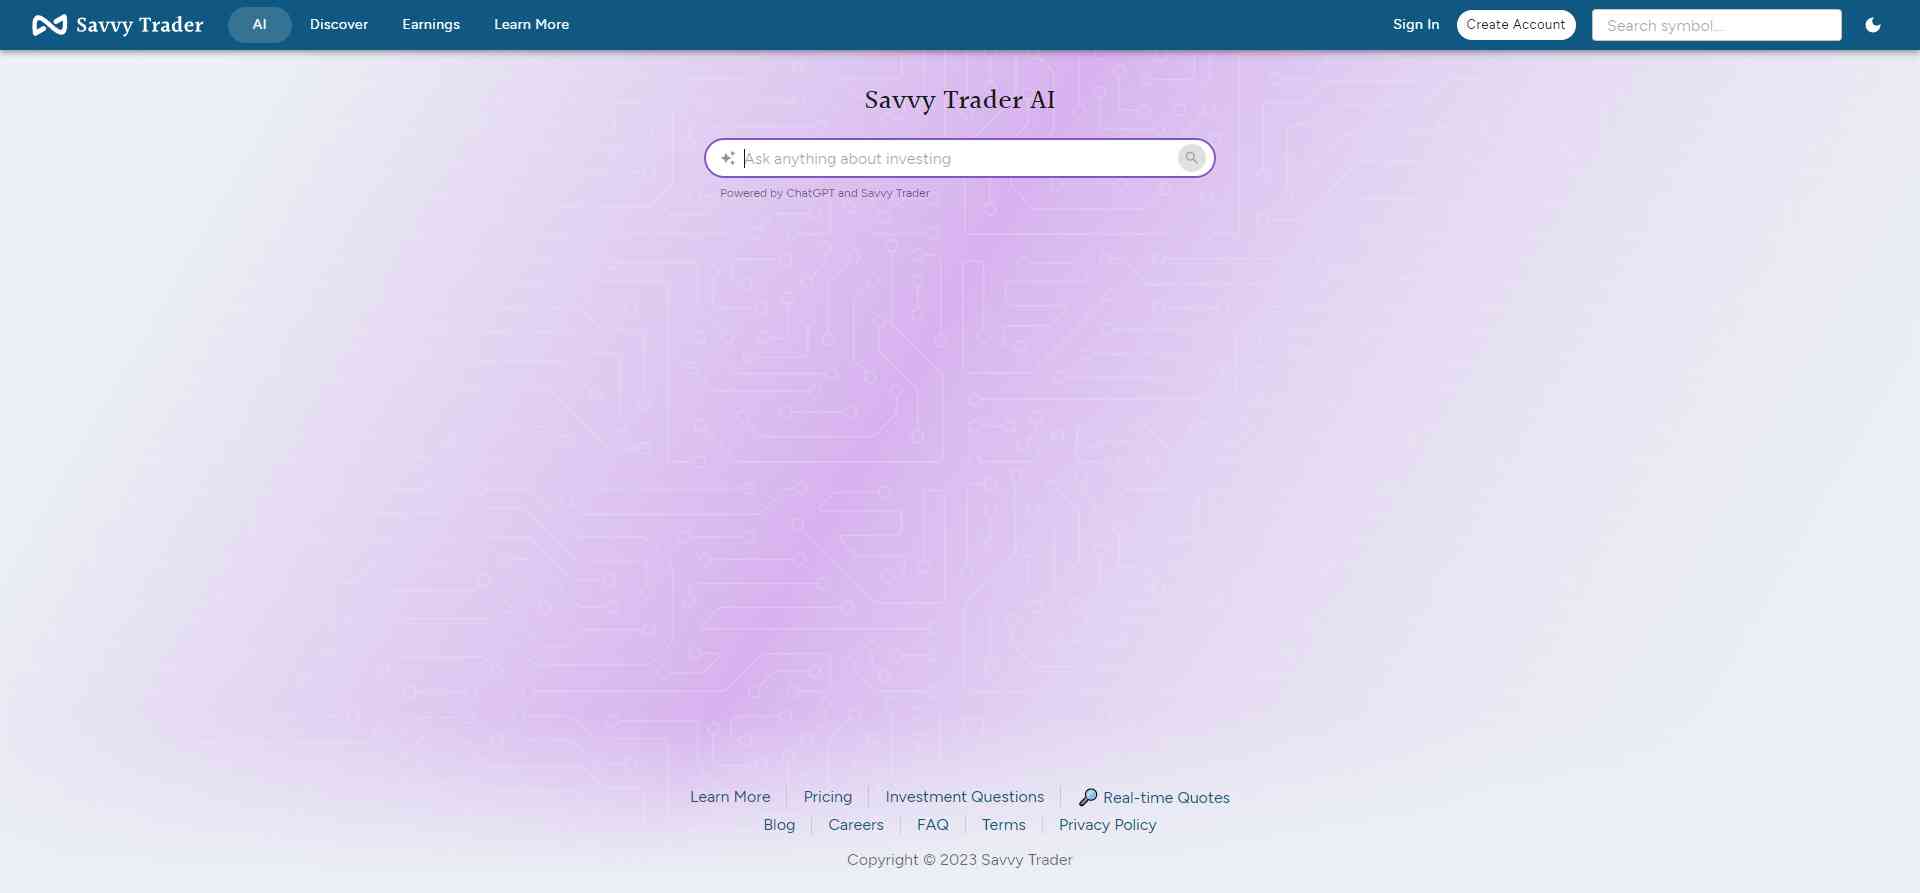 Savvy Trader AI Discover Earnings Learn More Sign In Create Account Search symbol...
Savvy Trader AI
Ask anything about investing
Powered by ChatGPT and Savvy Trader
Learn More Pricing Investment Questions Real-time Quotes
Blog Careers FAQ Terms Privacy Policy
Copyright © 2023 Savvy Trader